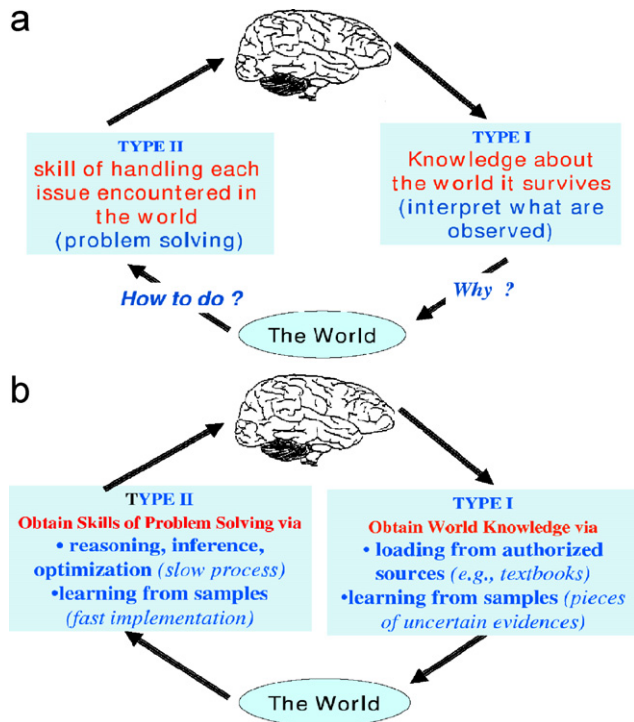 a
TYPE II
skill of handling each
issue encountered in
the world
(problem solving)
TYPE I
Knowledge about
the world it survives
(interpret what are
observed)
How to do ?
Why ?
The World
b
TYPE II
Obtain Skills of Problem Solving via
• reasoning, inference,
optimization (slow process)
•learning from samples
(fast implementation)
TYPE I
Obtain World Knowledge via
• loading from authorized
sources (e.g., textbooks)
•learning from samples (pieces
of uncertain evidences)
The World